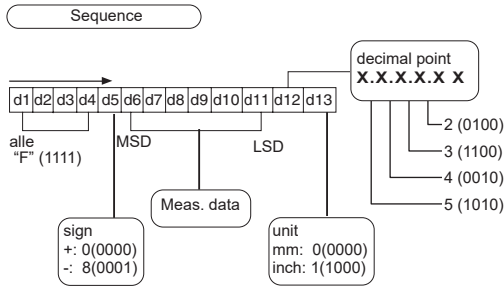 Sequence
decimal point
X.X.X.X.X X
d1 d2 d3 d4 d5 d6 d7 d8 d9 d10 d11 d12 d13
2 (0100)
3 (1100)
4 (0010)
5 (1010)
alle
“F” (1111)
MSD
LSD
Meas. data
sign
+: 0(0000)
-: 8(0001)
unit
mm: 0(0000)
inch: 1(1000)